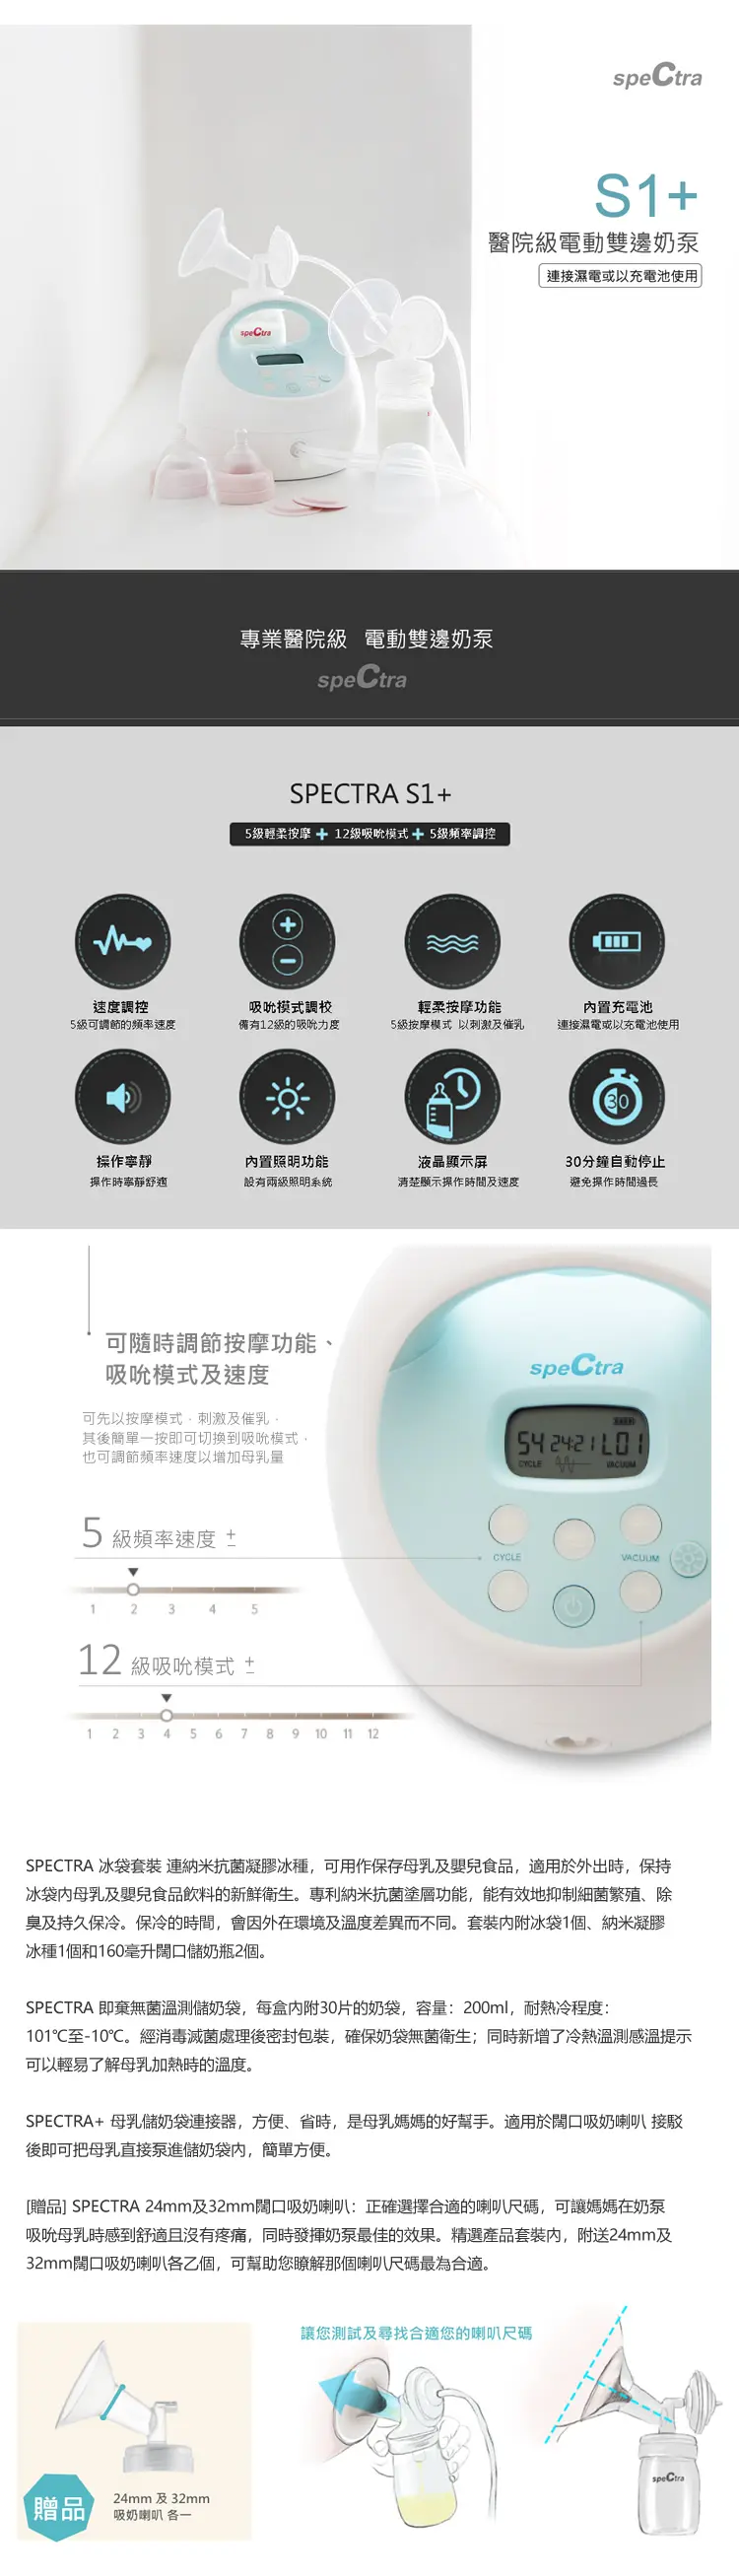 speCtra
S1+
醫院級電動雙邊奶泵
連接濕電或以充電池使用
speCtra
專業醫院級 電動雙邊奶泵
speCtra
SPECTRA S1+
5級輕柔按摩 + 12級吸吮模式 + 5級頻率調控
速度調控
5級可調節的頻率速度
吸吮模式調校
備有12級的吸吮力度
輕柔按摩功能
5級按摩模式 以刺激及催乳
內置充電池
連接濕電或以充電池使用
30
操作寧靜
操作時寧靜舒適
內置照明功能
設有兩級照明系統
液晶顯示屏
清楚顯示操作時間及速度
30分鐘自動停止
避免操作時間過長
可隨時調節按摩功能、
吸吮模式及速度
可先以按摩模式，刺激及催乳，
其後簡單一按即可切換到吸吮模式，
也可調節頻率速度以增加母乳量
speCtra
54 24:21 L01
CYCLE VACUUM
CYCLE VACUUM
5 級頻率速度 ±
1 2 3 4 5
12 級吸吮模式 ±
1 2 3 4 5 6 7 8 9 10 11 12
SPECTRA 冰袋套裝 連納米抗菌凝膠冰種，可用作保存母乳及嬰兒食品，適用於外出時，保持
冰袋內母乳及嬰兒食品飲料的新鮮衛生。專利納米抗菌塗層功能，能有效地抑制細菌繁殖、除
臭及持久保冷。保冷的時間，會因外在環境及溫度差異而不同。套裝內附冰袋1個、納米凝膠
冰種1個和160毫升闊口儲奶瓶2個。
SPECTRA 即棄無菌溫測儲奶袋，每盒內附30片的奶袋，容量：200ml，耐熱冷程度：
101℃至-10℃。經消毒滅菌處理後密封包裝，確保奶袋無菌衛生；同時新增了冷熱溫測感溫提示
可以輕易了解母乳加熱時的溫度。
SPECTRA+ 母乳儲奶袋連接器，方便、省時，是母乳媽媽的好幫手。適用於闊口吸奶喇叭 接駁
後即可把母乳直接泵進儲奶袋內，簡單方便。
[贈品] SPECTRA 24mm及32mm闊口吸奶喇叭：正確選擇合適的喇叭尺碼，可讓媽媽在奶泵
吸吮母乳時感到舒適且沒有疼痛，同時發揮奶泵最佳的效果。精選產品套裝內，附送24mm及
32mm闊口吸奶喇叭各乙個，可幫助您瞭解那個喇叭尺碼最為合適。
讓您測試及尋找合適您的喇叭尺碼
speCtra
贈品
24mm 及 32mm
吸奶喇叭 各一